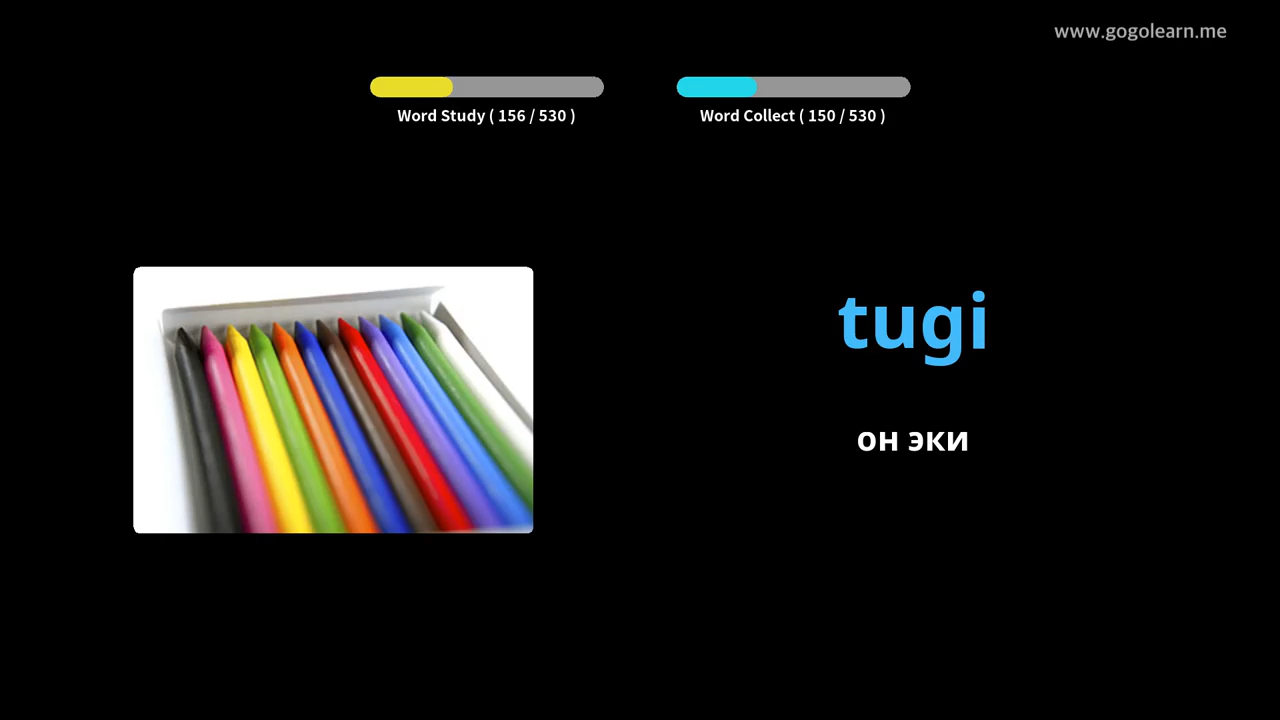 www.gogolearn.me
Word Study ( 156 / 530 )
Word Collect ( 150 / 530 )
tugi
он эки